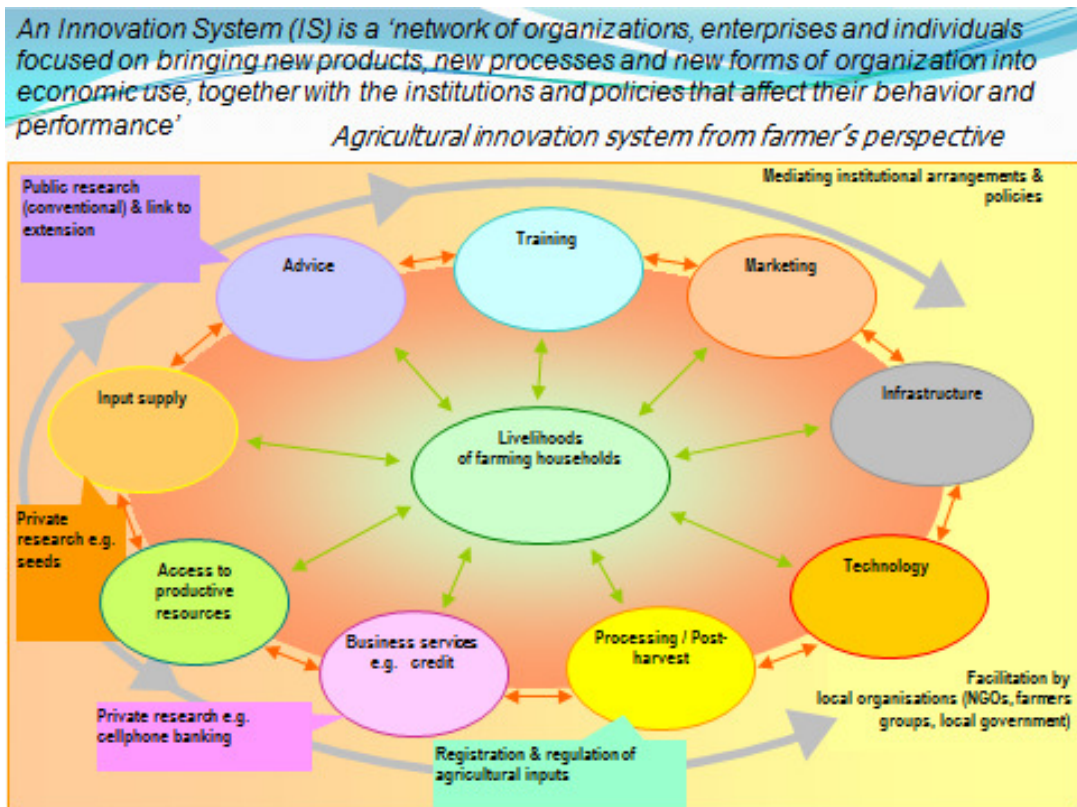 An Innovation System (IS) is a ‘network of organizations, enterprises and individuals
focused on bringing new products, new processes and new forms of organization into
economic use, together with the institutions and policies that affect their behavior and
performance’
Agricultural innovation system from farmer’s perspective
Public research
(conventional) & link to
extension
Mediating institutional arrangements &
policies
Advice
Training
Marketing
Input supply
Infrastructure
Livelihoods
of farming households
Private
research e.g.
seeds
Access to
productive
resources
Technology
Business services
e.g. credit
Processing / Post-
harvest
Facilitation by
local organisations (NGOs, farmers
groups, local government)
Private research e.g.
cellphone banking
Registration & regulation of
agricultural inputs